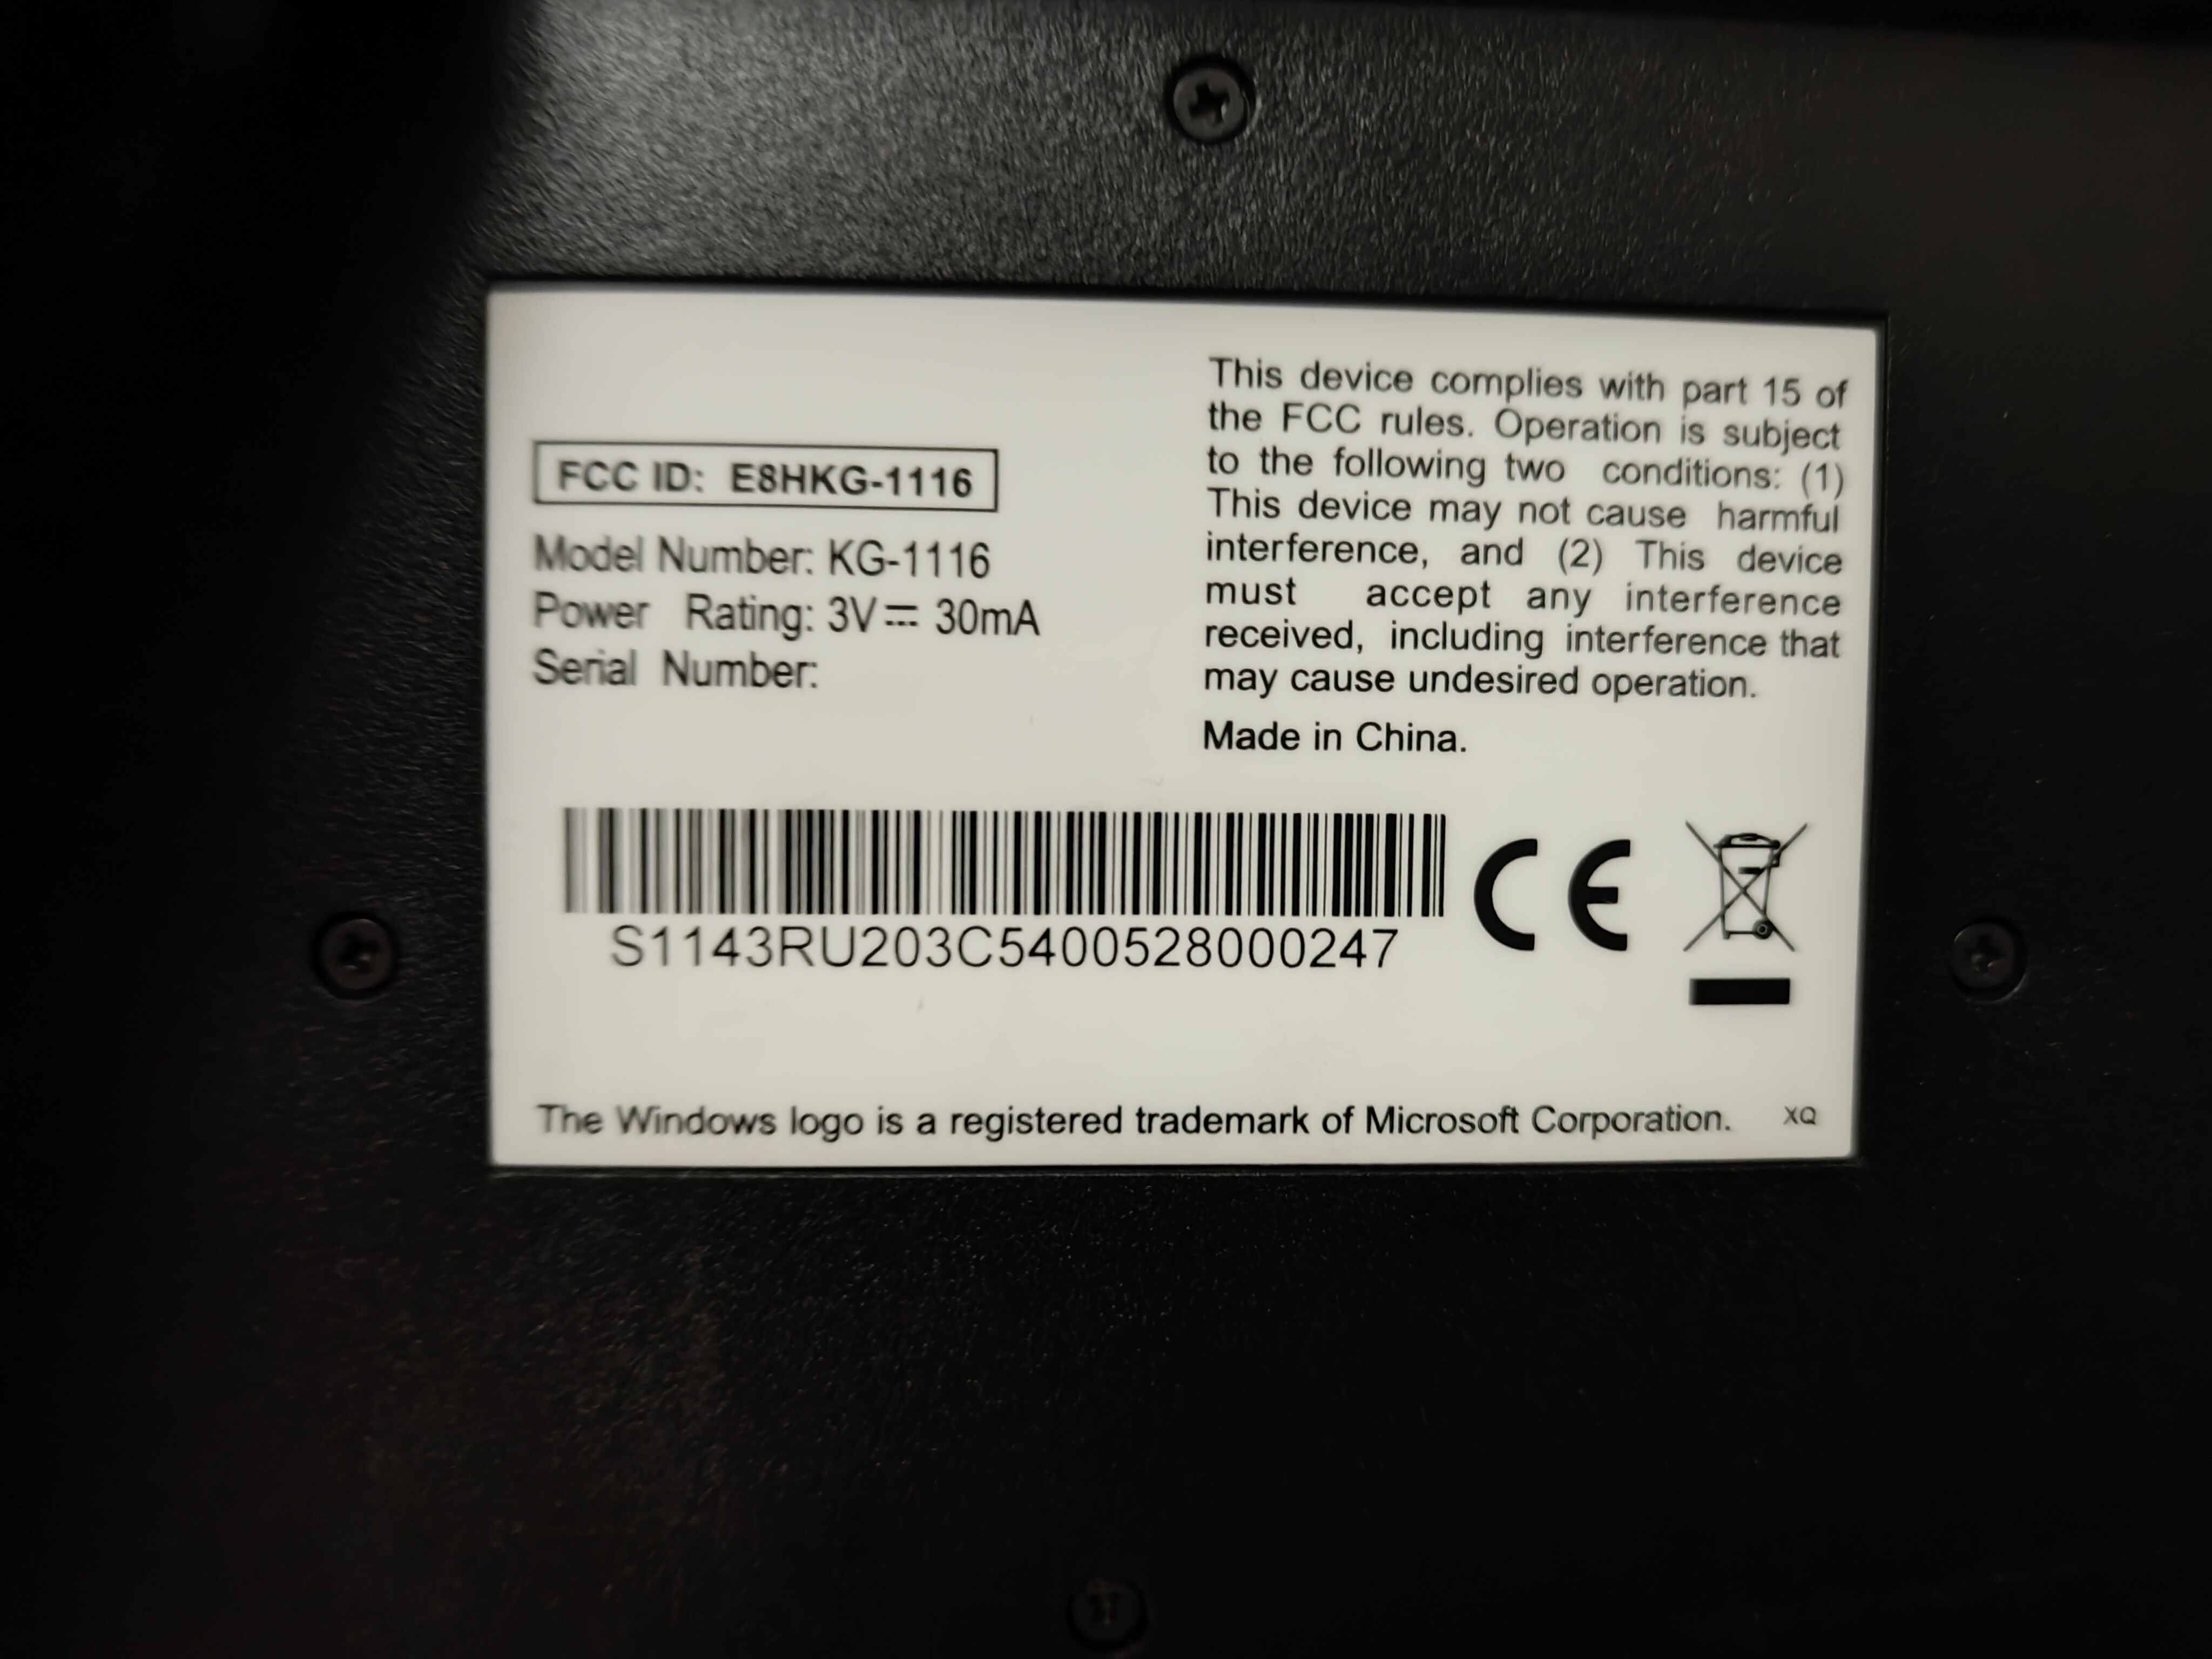 FCC ID: E8HKG-1116
Model Number: KG-1116
Power Rating: 3V⎓ 30mA
Serial Number:
This device complies with part 15 of
the FCC rules. Operation is subject
to the following two conditions: (1)
This device may not cause harmful
interference, and (2) This device
must accept any interference
received, including interference that
may cause undesired operation.
Made in China.
S1143RU203C5400528000247
CE
The Windows logo is a registered trademark of Microsoft Corporation. XQ